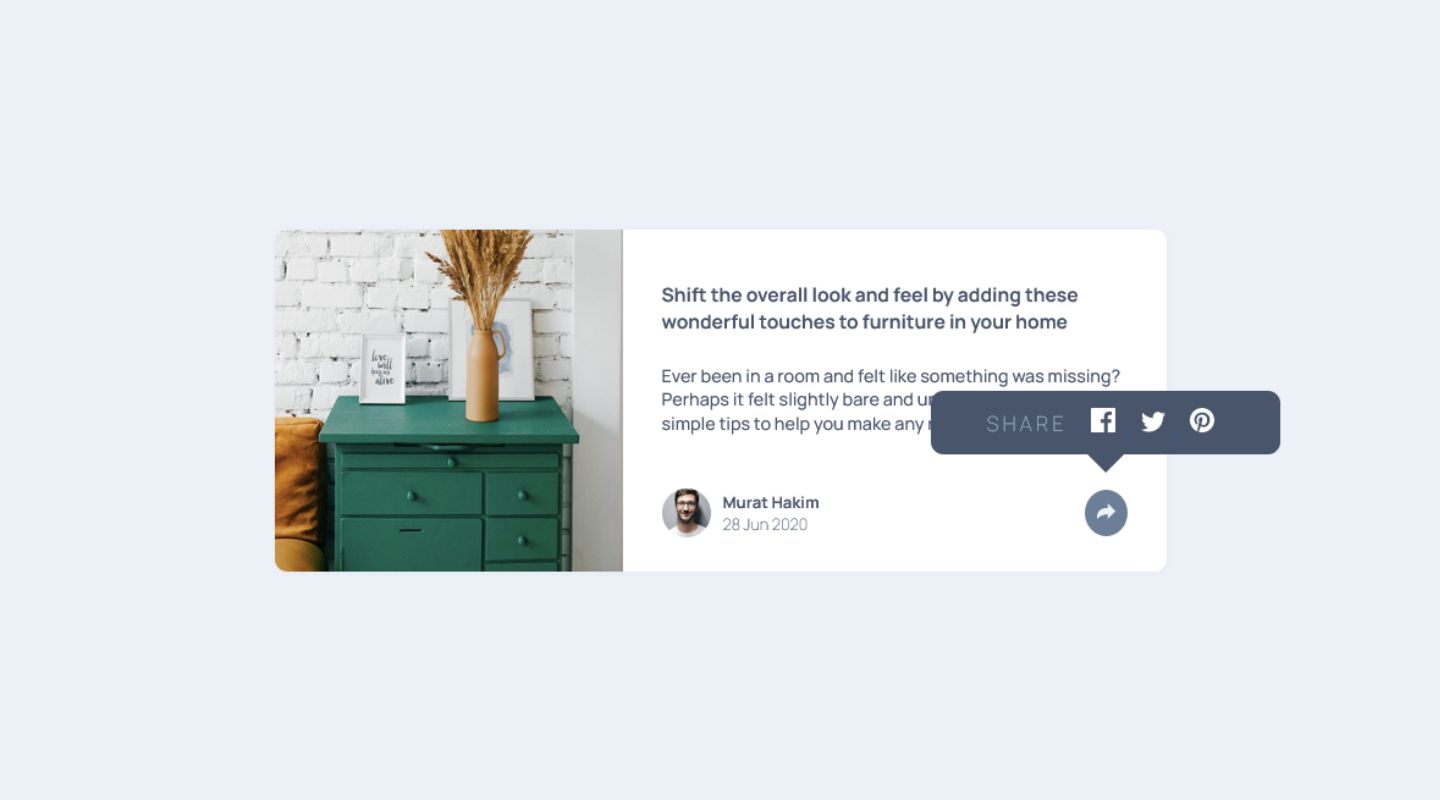 Shift the overall look and feel by adding these
wonderful touches to furniture in your home
Ever been in a room and felt like something was missing?
Perhaps it felt slightly bare and
simple tips to help you make any
SHARE
Murat Hakim
28 Jun 2020
love
will
keep us
alive